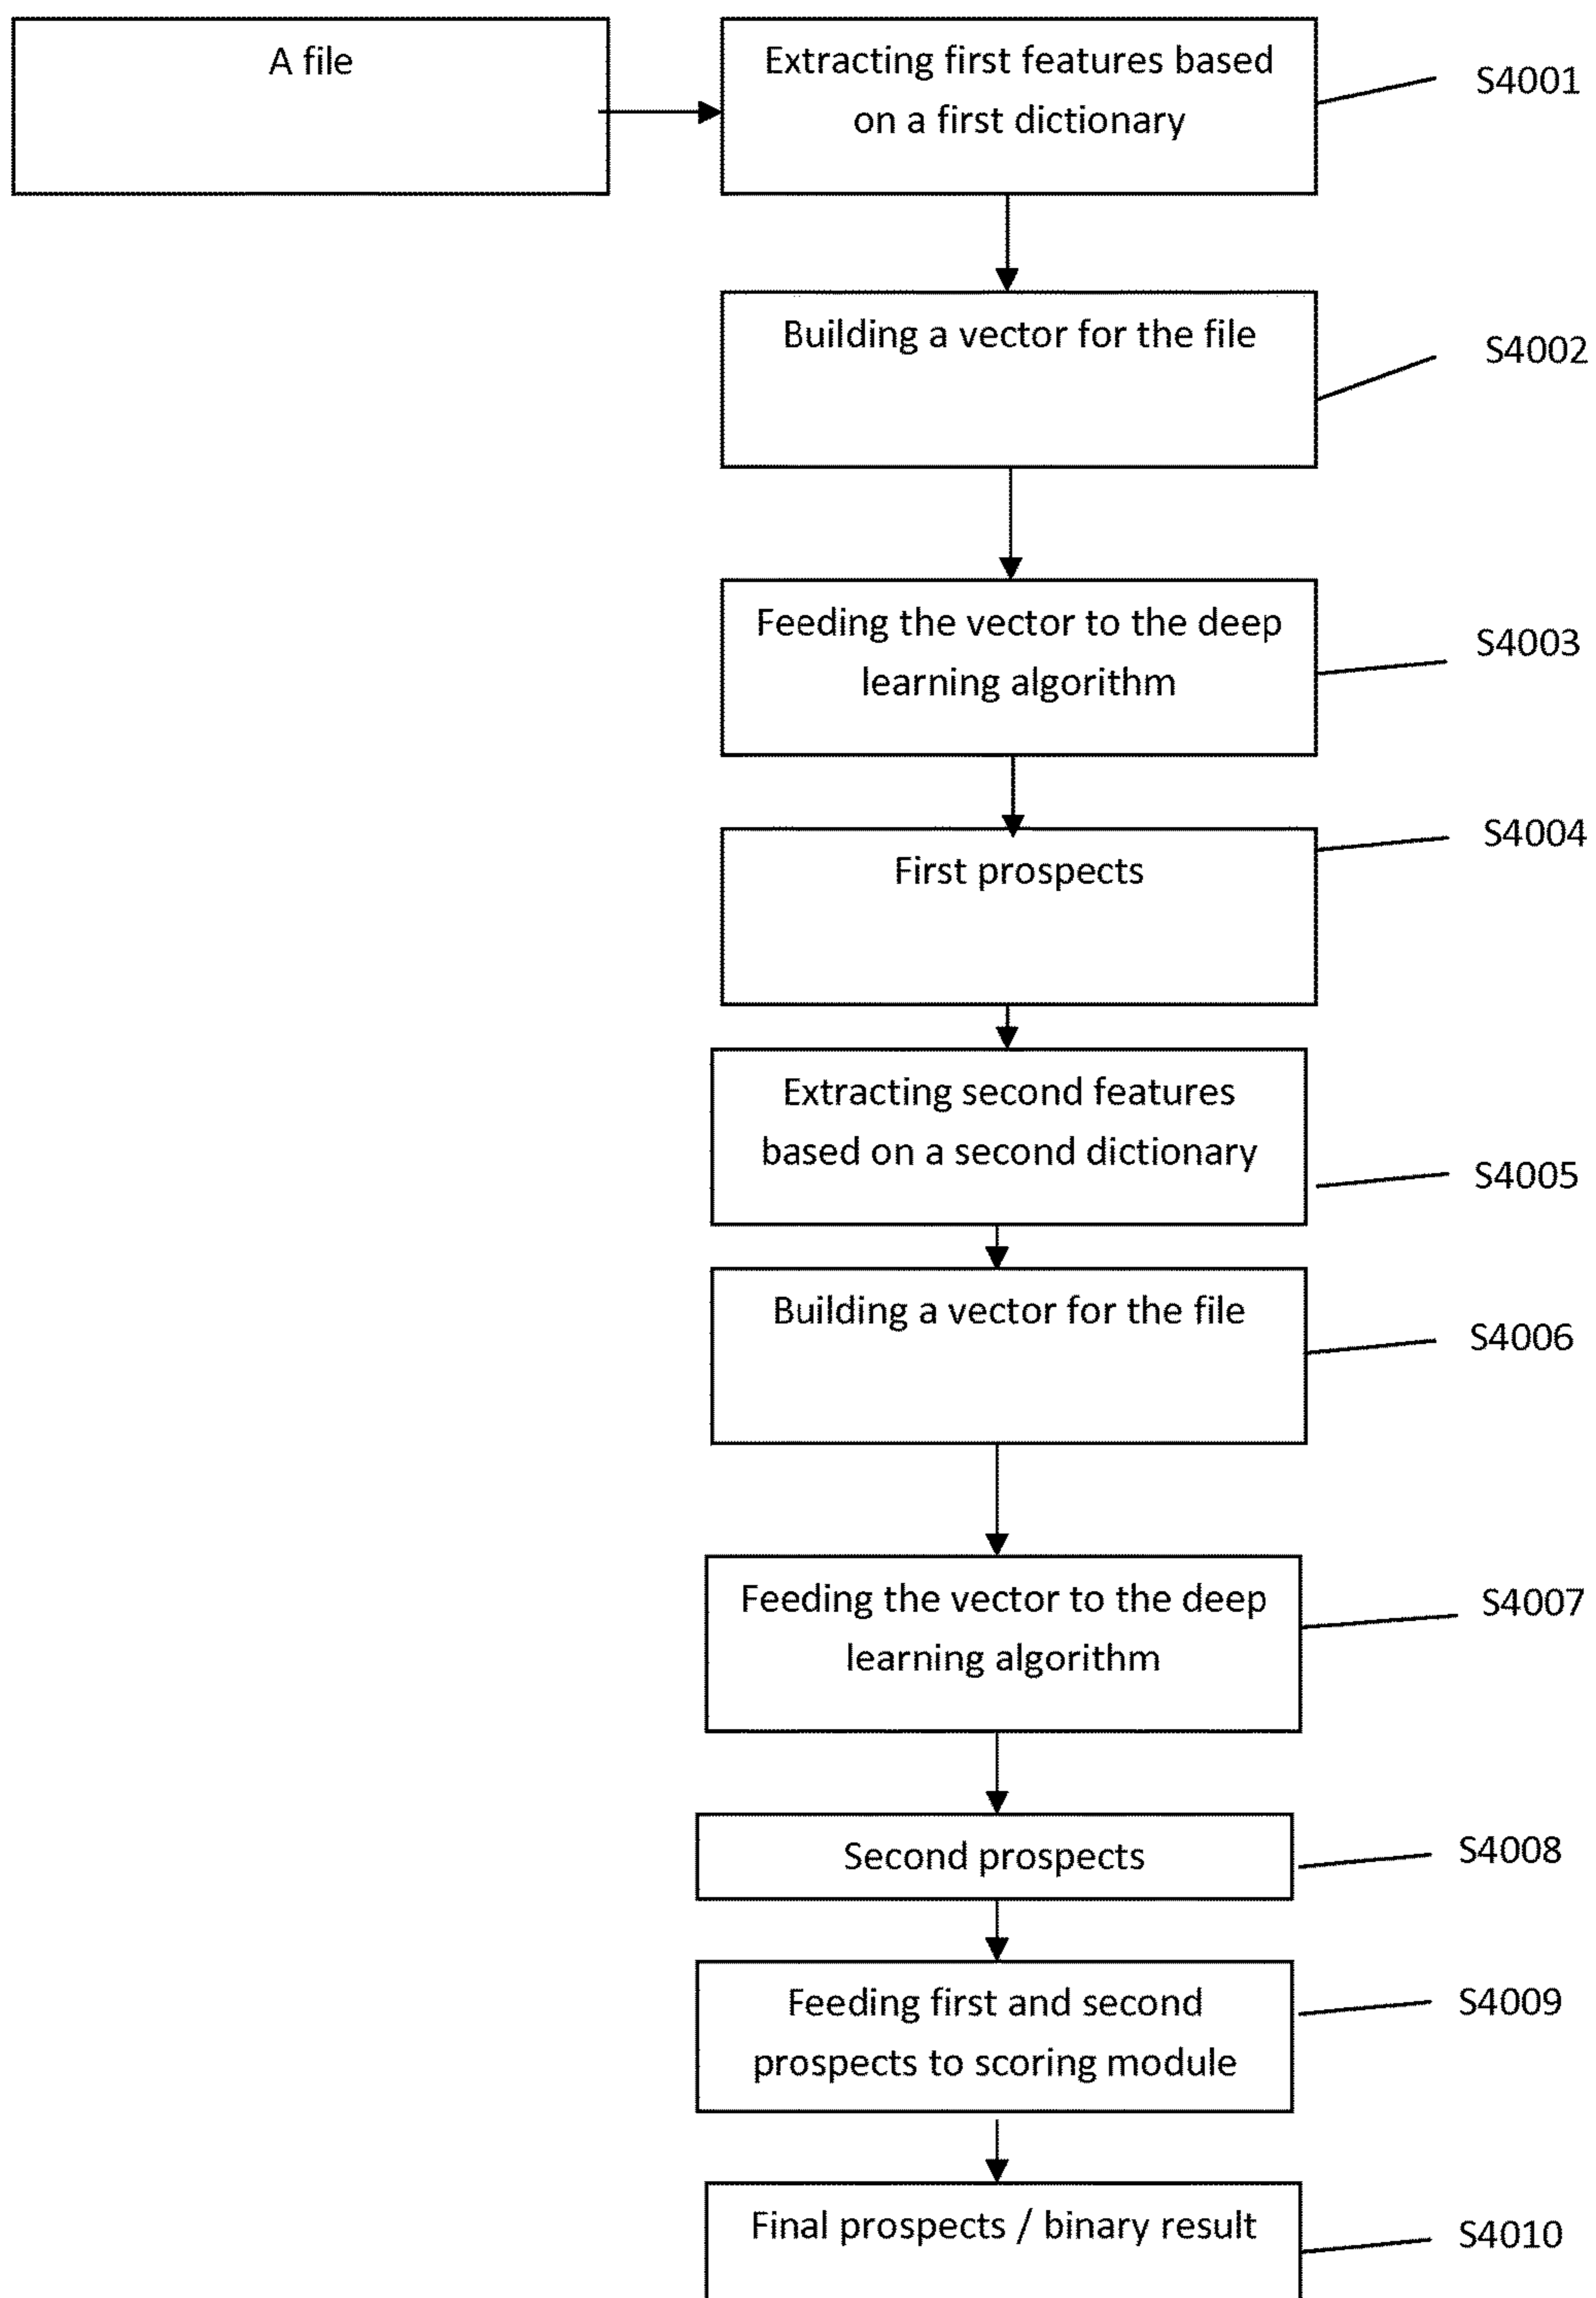 A file
Extracting first features based
on a first dictionary
S4001
Building a vector for the file
S4002
Feeding the vector to the deep
learning algorithm
S4003
First prospects
S4004
Extracting second features
based on a second dictionary
S4005
Building a vector for the file
S4006
Feeding the vector to the deep
learning algorithm
S4007
Second prospects
S4008
Feeding first and second
prospects to scoring module
S4009
Final prospects / binary result
S4010